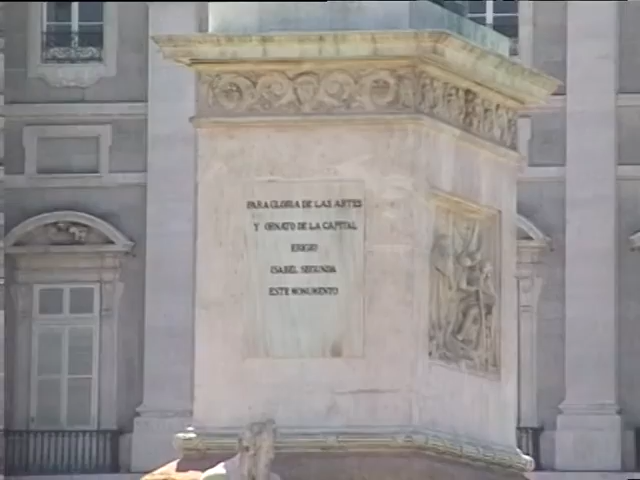 PARA GLORIA DE LAS ARTES
Y ORNATO DE LA CAPITAL
ERIGIO
ISABEL SEGUNDA
ESTE MONUMENTO